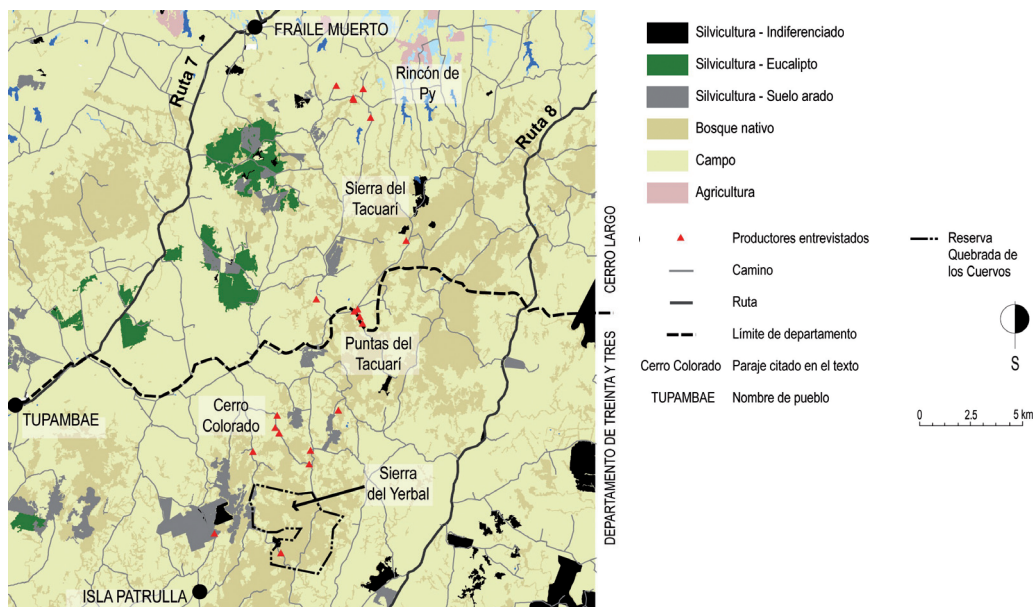 FRAILE MUERTO
Ruta 7
Rincón de
Py
Ruta 8
Sierra del
Tacuarí
Puntas del
Tacuarí
TUPAMBAE
Cerro
Colorado
Sierra
del Yerbal
ISLA PATRULLA
CERRO LARGO
DEPARTAMENTO DE TREINTA Y TRES
Silvicultura - Indiferenciado
Silvicultura - Eucalipto
Silvicultura - Suelo arado
Bosque nativo
Campo
Agricultura
Productores entrevistados
Camino
Ruta
Límite de departamento
Cerro Colorado Paraje citado en el texto
TUPAMBAE Nombre de pueblo
Reserva
Quebrada de
los Cuervos
S
0 2.5 5 km